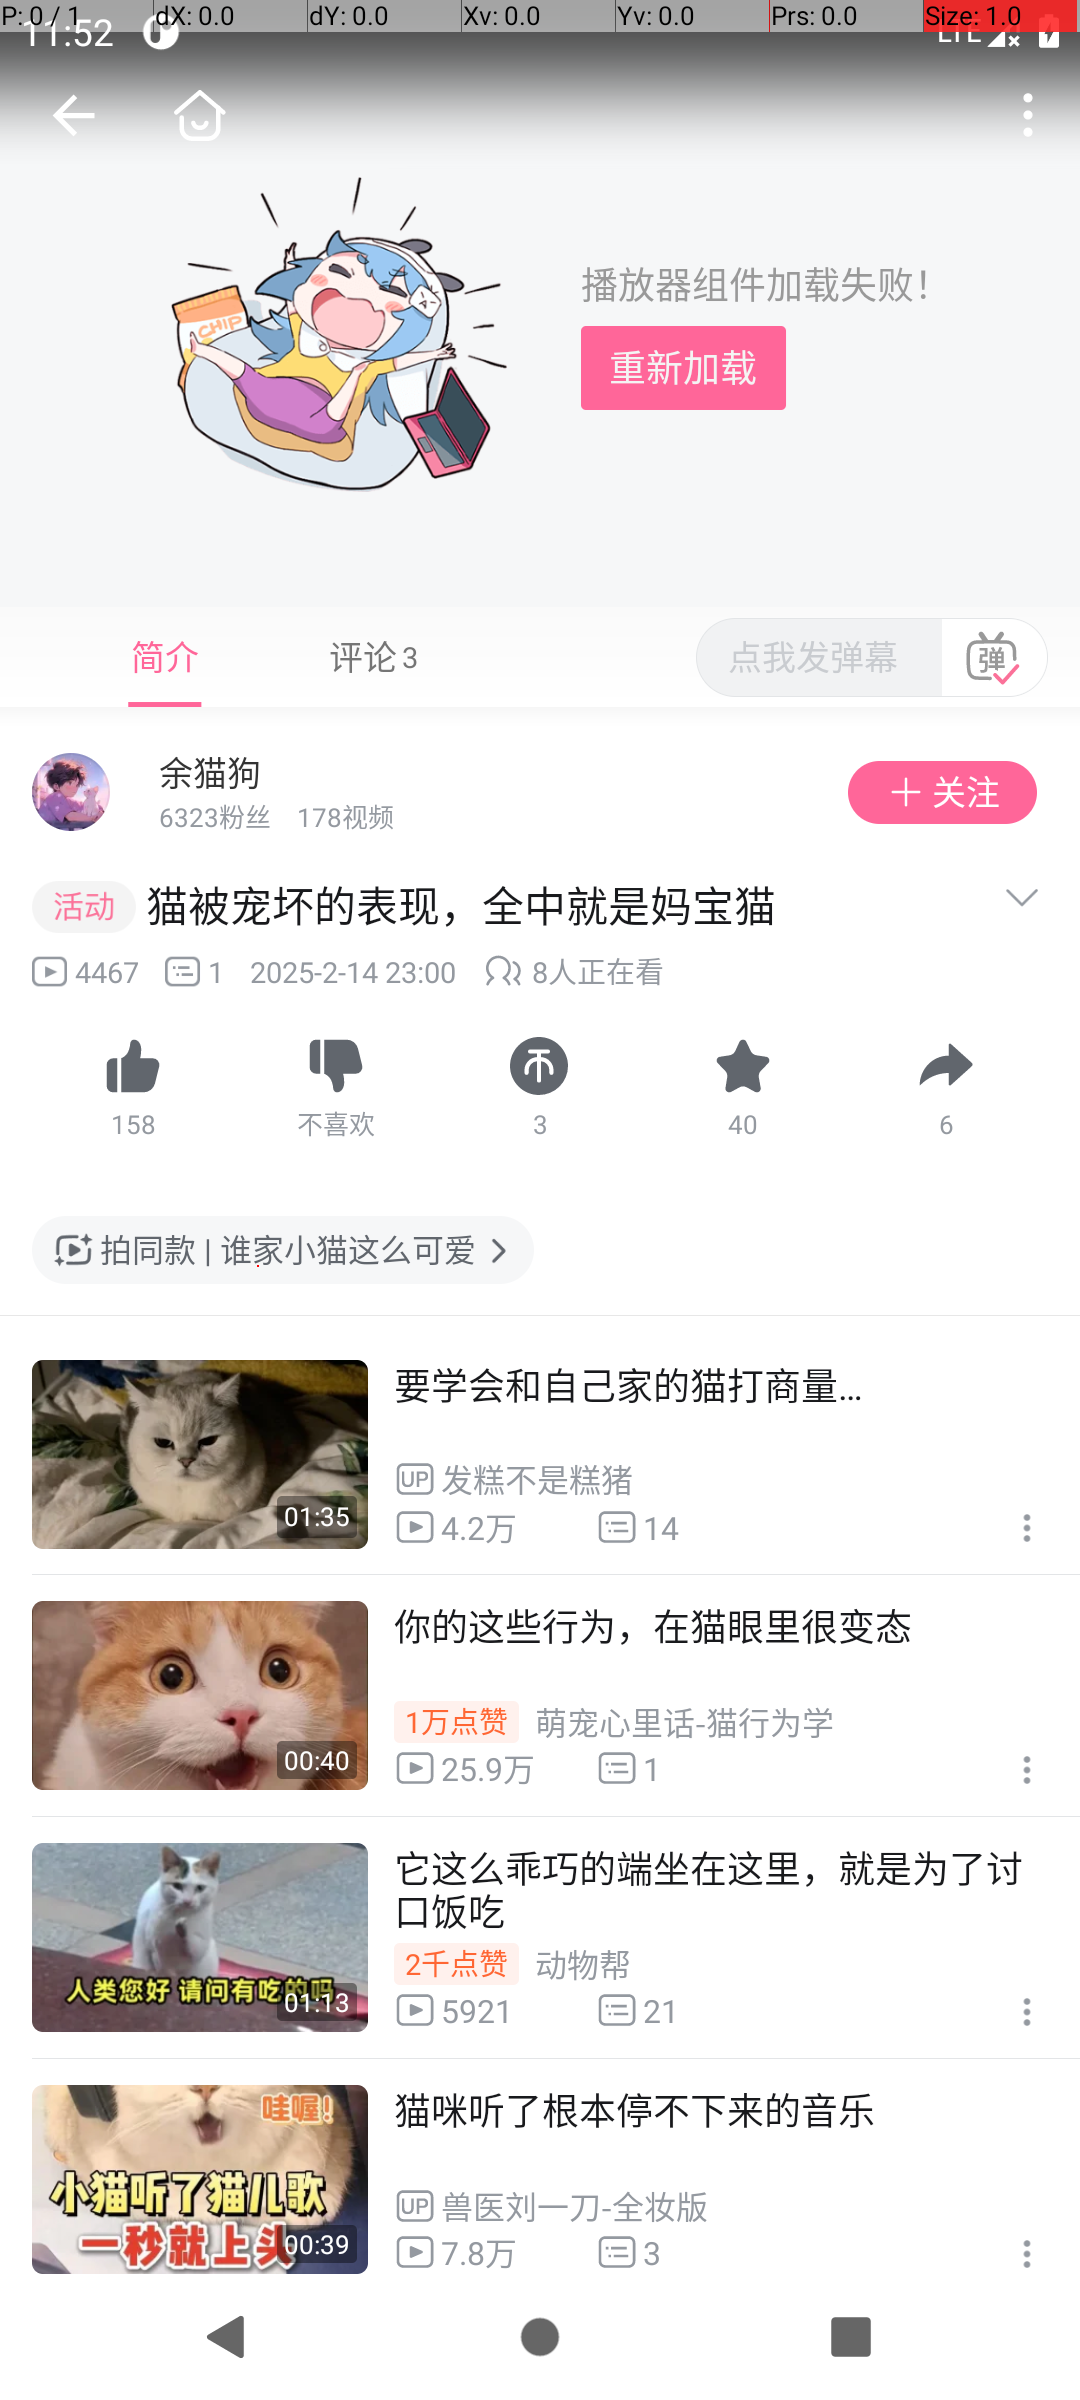 P: 0 / 1
dX: 0.0
dY: 0.0
Xv: 0.0
Yv: 0.0
Prs: 0.0
Size: 1.0
11:52
LTE
CHIP
播放器组件加载失败！
重新加载
简介
评论 3
点我发弹幕
弹
余猫狗
6323粉丝 178视频
关注
活动 猫被宠坏的表现，全中就是妈宝猫
4467 1 2025-2-14 23:00 8人正在看
158
不喜欢
3
40
6
拍同款 | 谁家小猫这么可爱
01:35
要学会和自己家的猫打商量...
UP 发糕不是糕猪
4.2万 14
00:40
你的这些行为，在猫眼里很变态
1万点赞 萌宠心里话-猫行为学
25.9万 1
人类您好 请问有吃的吗
01:13
它这么乖巧的端坐在这里，就是为了讨
口饭吃
2千点赞 动物帮
5921 21
哇喔!
小猫听了猫儿歌
一秒就上头
00:39
猫咪听了根本停不下来的音乐
UP 兽医刘一刀-全妆版
7.8万 3